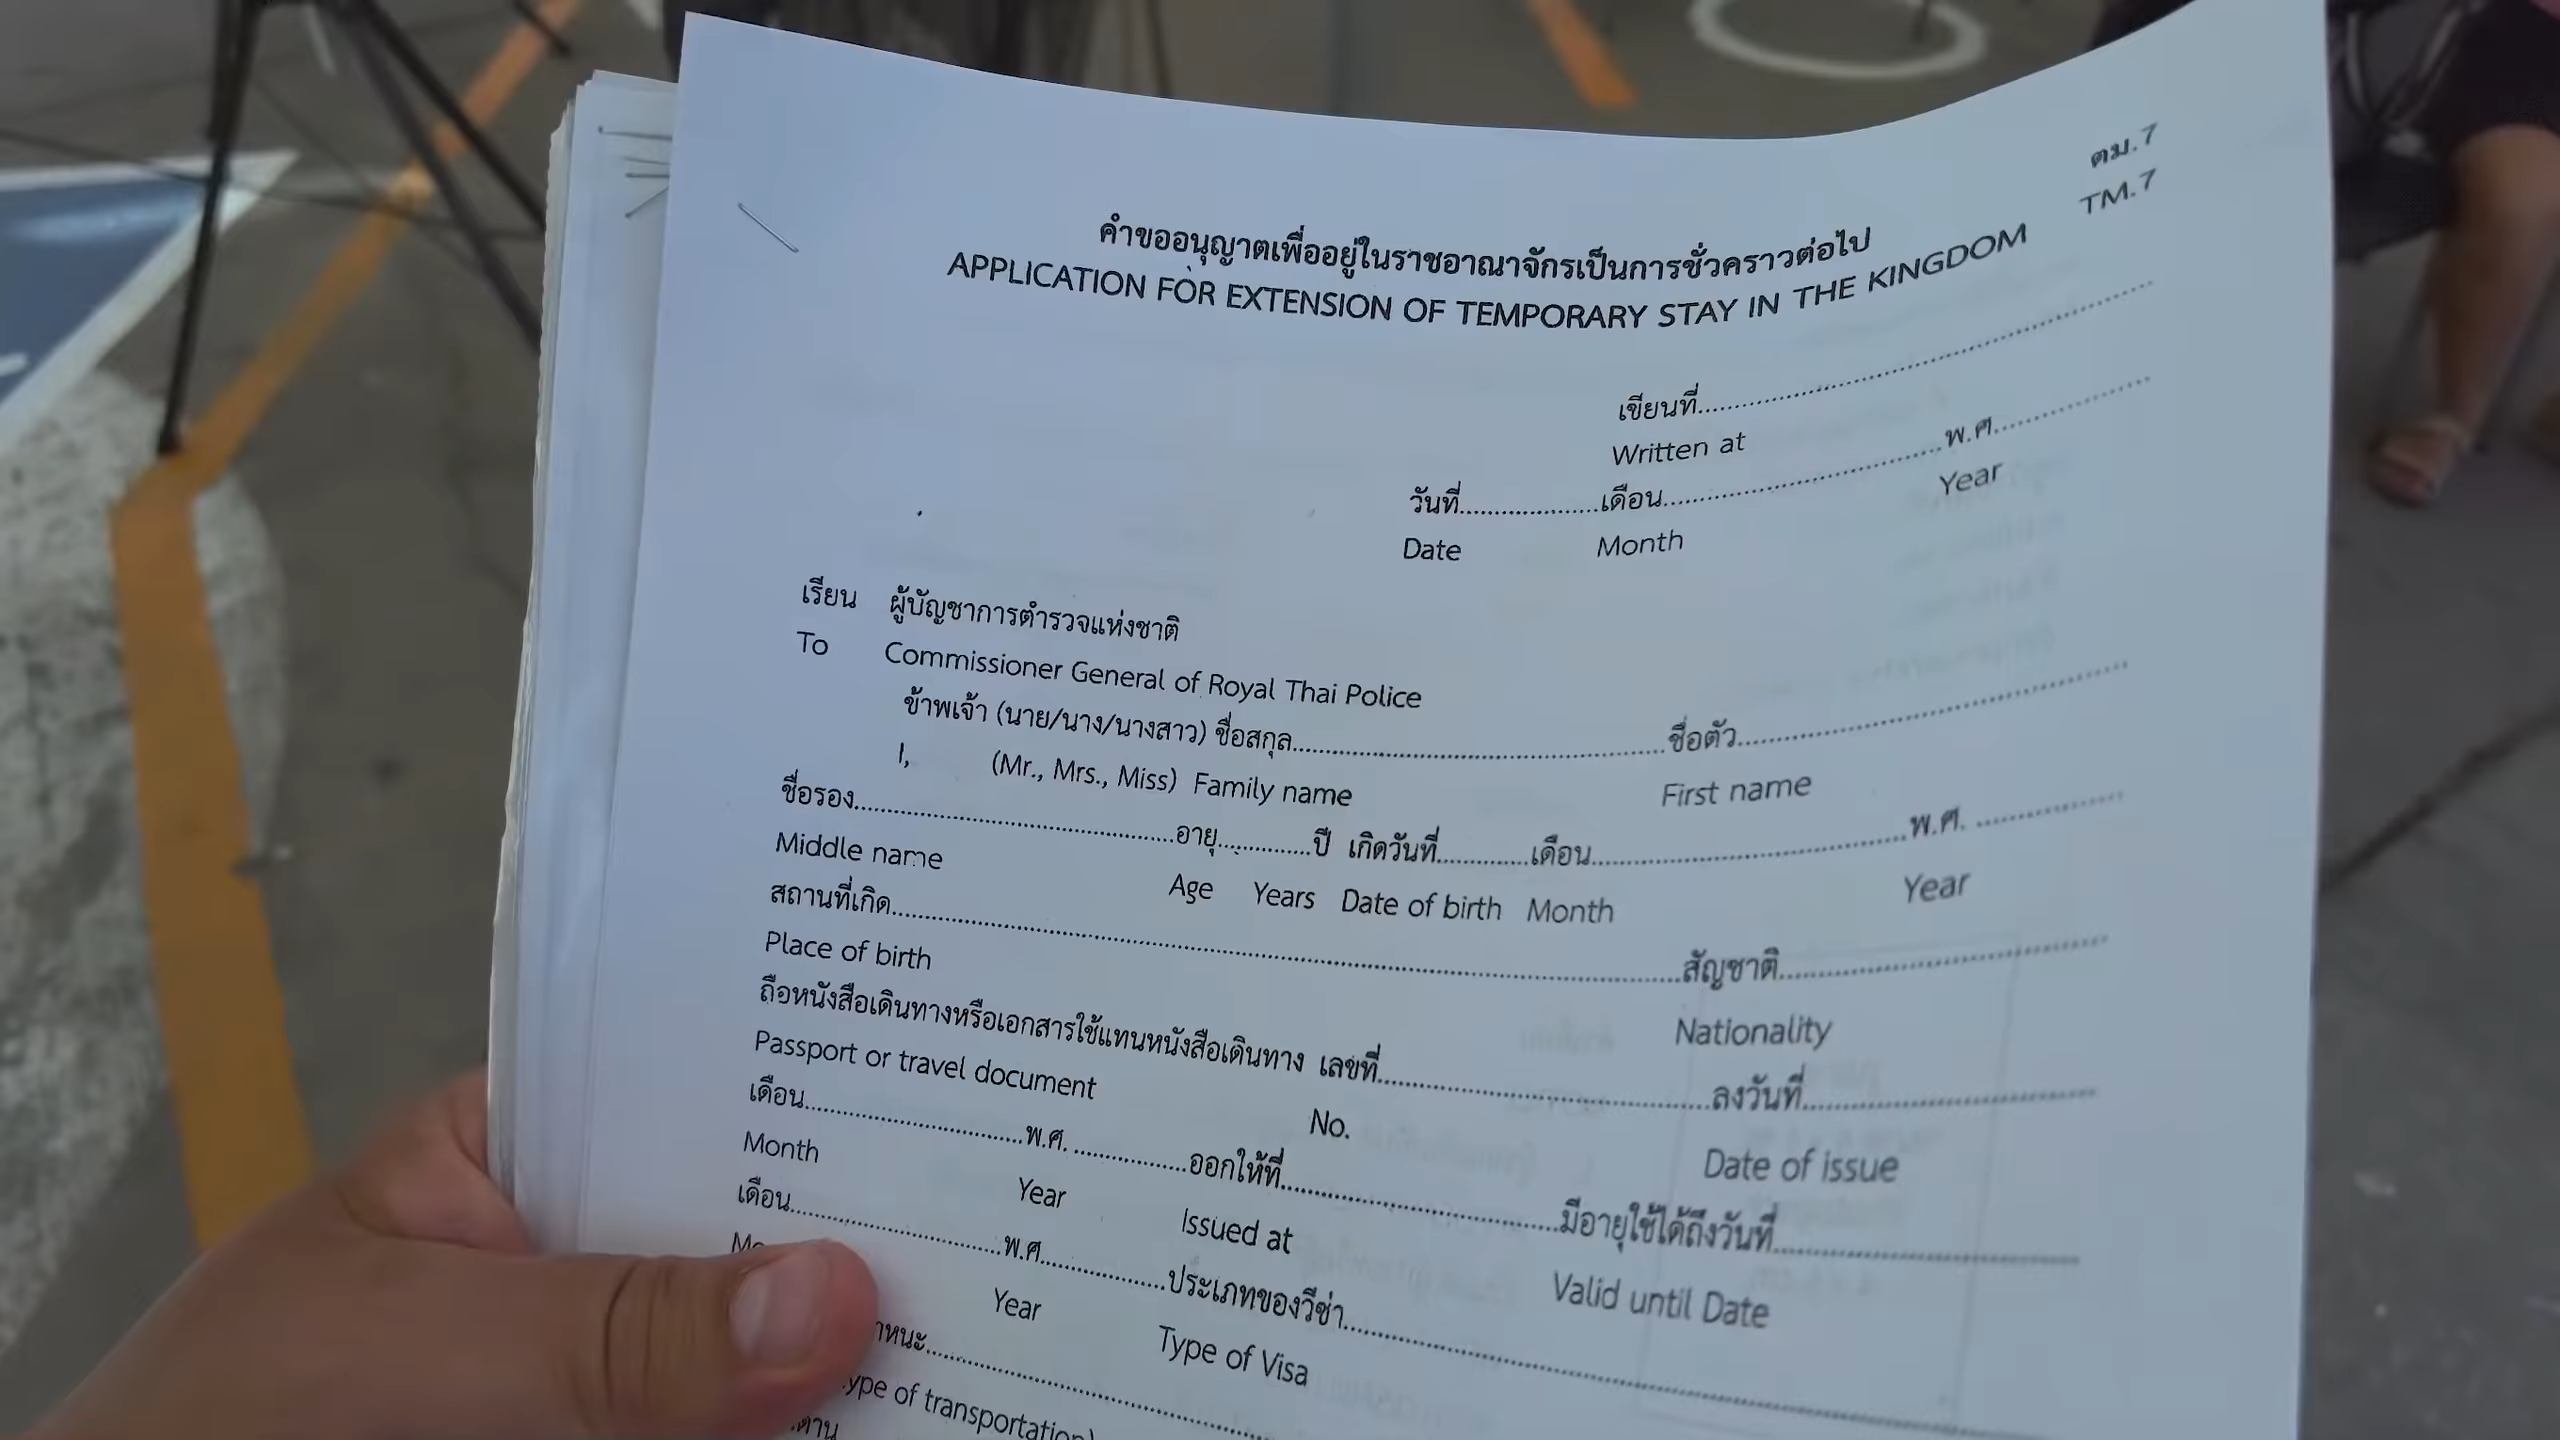 ตม.7
TM.7
คำขออนุญาตเพื่ออยู่ในราชอาณาจักรเป็นการชั่วคราวต่อไป
APPLICATION FOR EXTENSION OF TEMPORARY STAY IN THE KINGDOM
เขียนที่
Written at
วันที่ เดือน พ.ศ.
Date Month Year
เรียน ผู้บัญชาการตำรวจแห่งชาติ
To Commissioner General of Royal Thai Police
ข้าพเจ้า (นาย/นาง/นางสาว) ชื่อสกุล ชื่อตัว
I, (Mr., Mrs., Miss) Family name First name
ชื่อรอง อายุ ปี เกิดวันที่ เดือน พ.ศ.
Middle name Age Years Date of birth Month Year
สถานที่เกิด สัญชาติ
Place of birth Nationality
ถือหนังสือเดินทางหรือเอกสารใช้แทนหนังสือเดินทาง เลขที่ ลงวันที่
Passport or travel document No. Date of issue
เดือน พ.ศ. ออกให้ที่ มีอายุใช้ได้ถึงวันที่
Month Year Issued at Valid until Date
เดือน พ.ศ. ประเภทของวีซ่า
Year Type of Visa
of transportation)